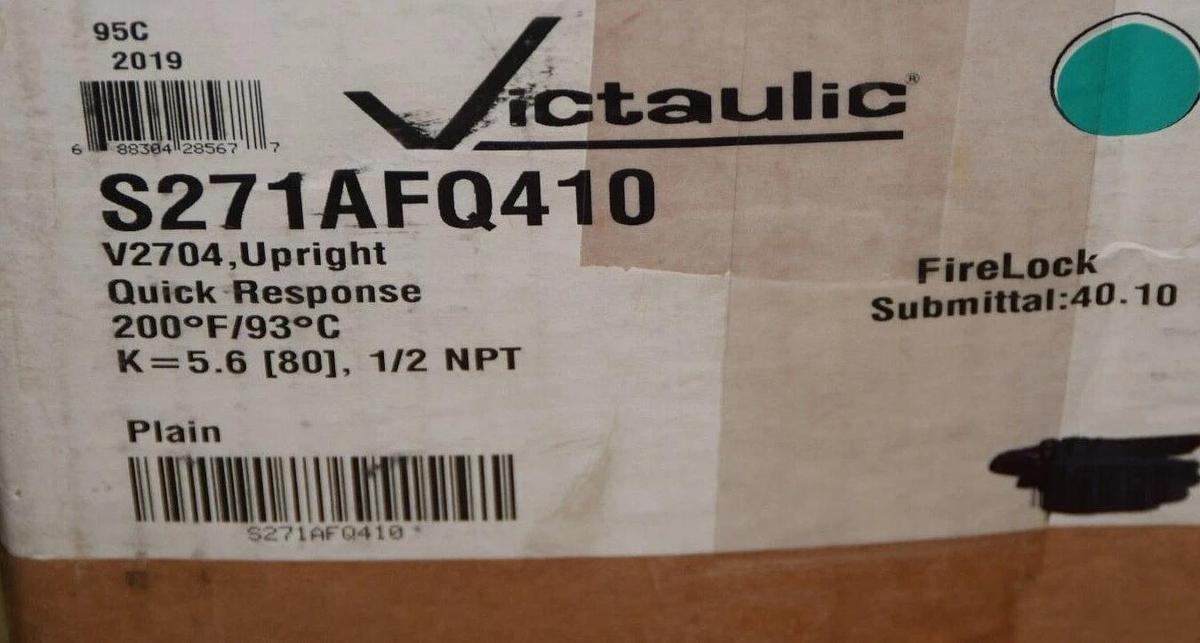 95C
2019
6 88304 28567 7
Victaulic®
S271AFQ410
V2704,Upright
Quick Response
200°F/93°C
K=5.6 [80], 1/2 NPT
FireLock
Submittal:40.10
Plain
S271AFQ410 *